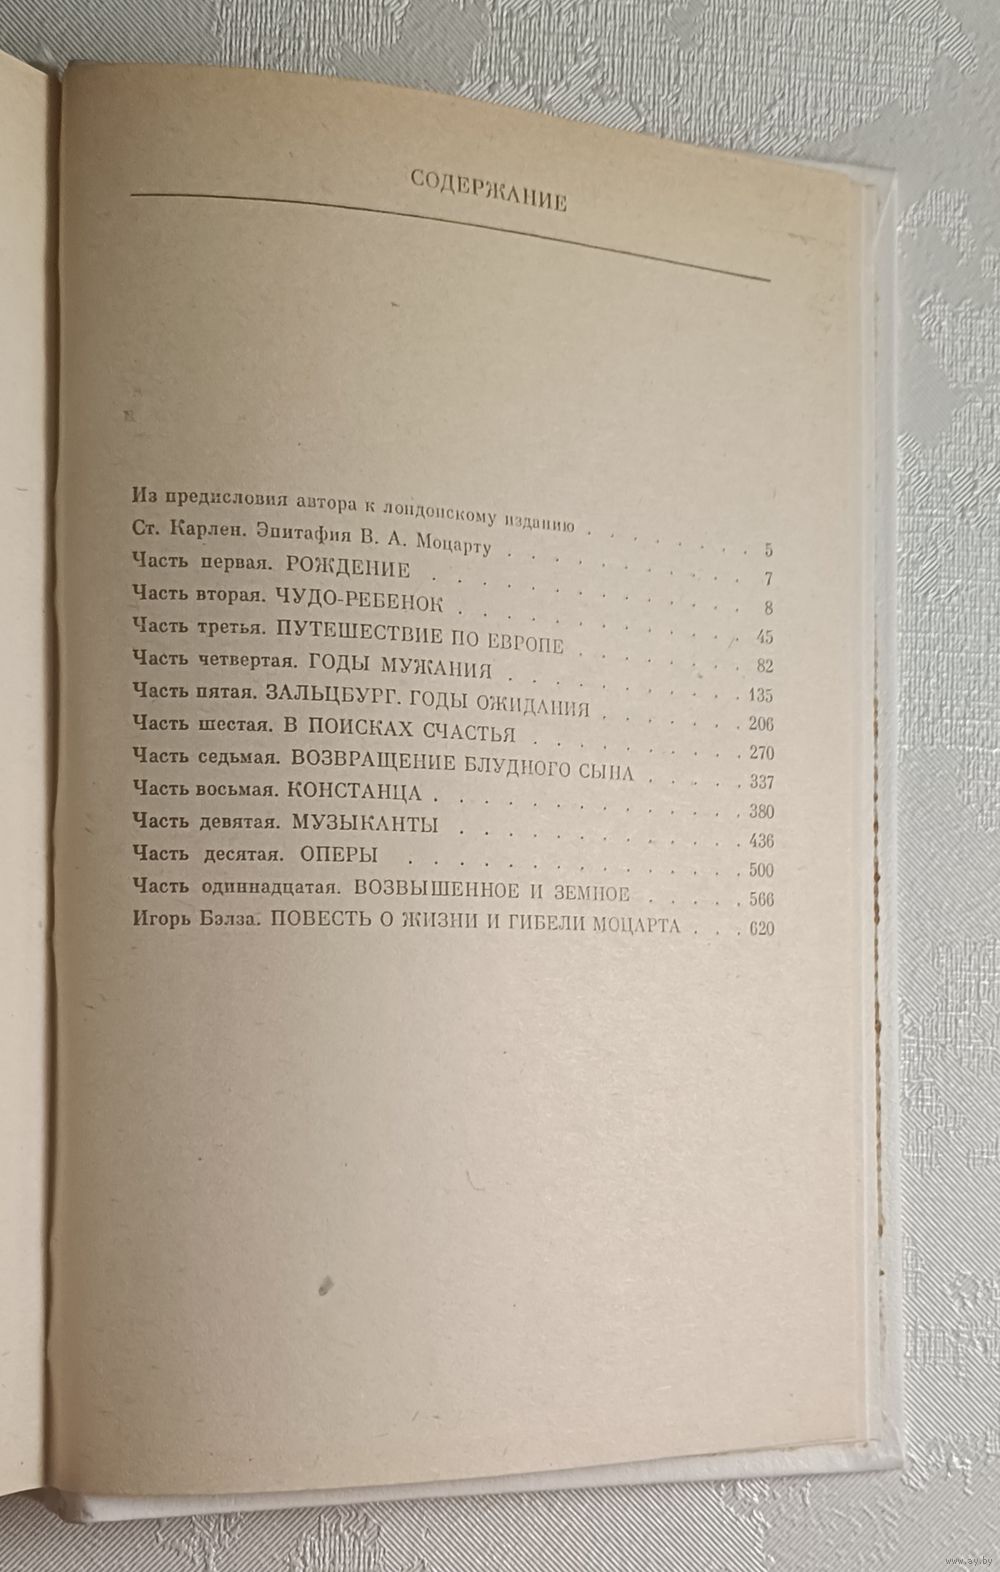 СОДЕРЖАНИЕ
Из предисловия автора к лондонскому изданию . . . . . . . 5
Ст. Карлен. Эпитафия В. А. Моцарту . . . . . . . . . . 7
Часть первая. РОЖДЕНИЕ . . . . . . . . . . . . . 8
Часть вторая. ЧУДО-РЕБЕНОК . . . . . . . . . . . . 45
Часть третья. ПУТЕШЕСТВИЕ ПО ЕВРОПЕ . . . . . . . 82
Часть четвертая. ГОДЫ МУЖАНИЯ . . . . . . . . . . 135
Часть пятая. ЗАЛЬЦБУРГ. ГОДЫ ОЖИДАНИЯ . . . . . . 206
Часть шестая. В ПОИСКАХ СЧАСТЬЯ . . . . . . . . . 270
Часть седьмая. ВОЗВРАЩЕНИЕ БЛУДНОГО СЫНА . . . . . 337
Часть восьмая. КОНСТАНЦА . . . . . . . . . . . . . 380
Часть девятая. МУЗЫКАНТЫ . . . . . . . . . . . . 436
Часть десятая. ОПЕРЫ . . . . . . . . . . . . . . 500
Часть одиннадцатая. ВОЗВЫШЕННОЕ И ЗЕМНОЕ . . . . . 566
Игорь Бэлза. ПОВЕСТЬ О ЖИЗНИ И ГИБЕЛИ МОЦАРТА . . . 620
www.ay.by